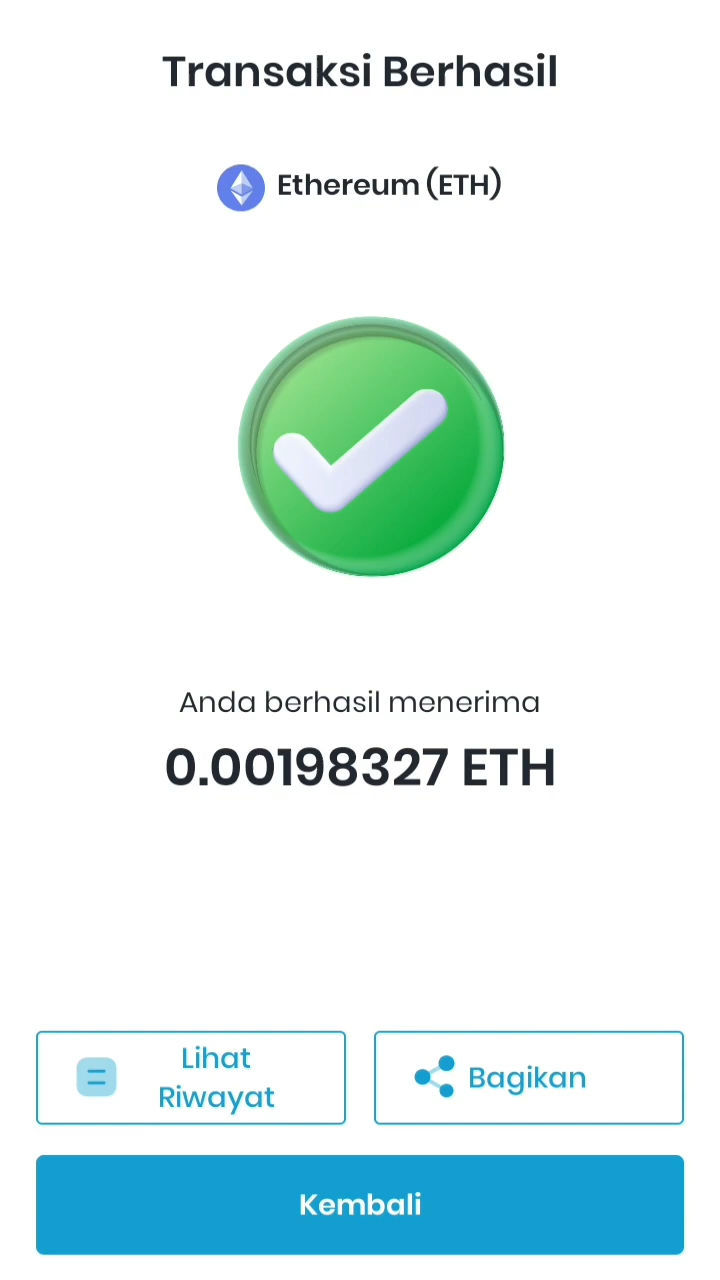 Transaksi Berhasil
Ethereum (ETH)
Anda berhasil menerima
0.00198327 ETH
Lihat
Riwayat
Bagikan
Kembali